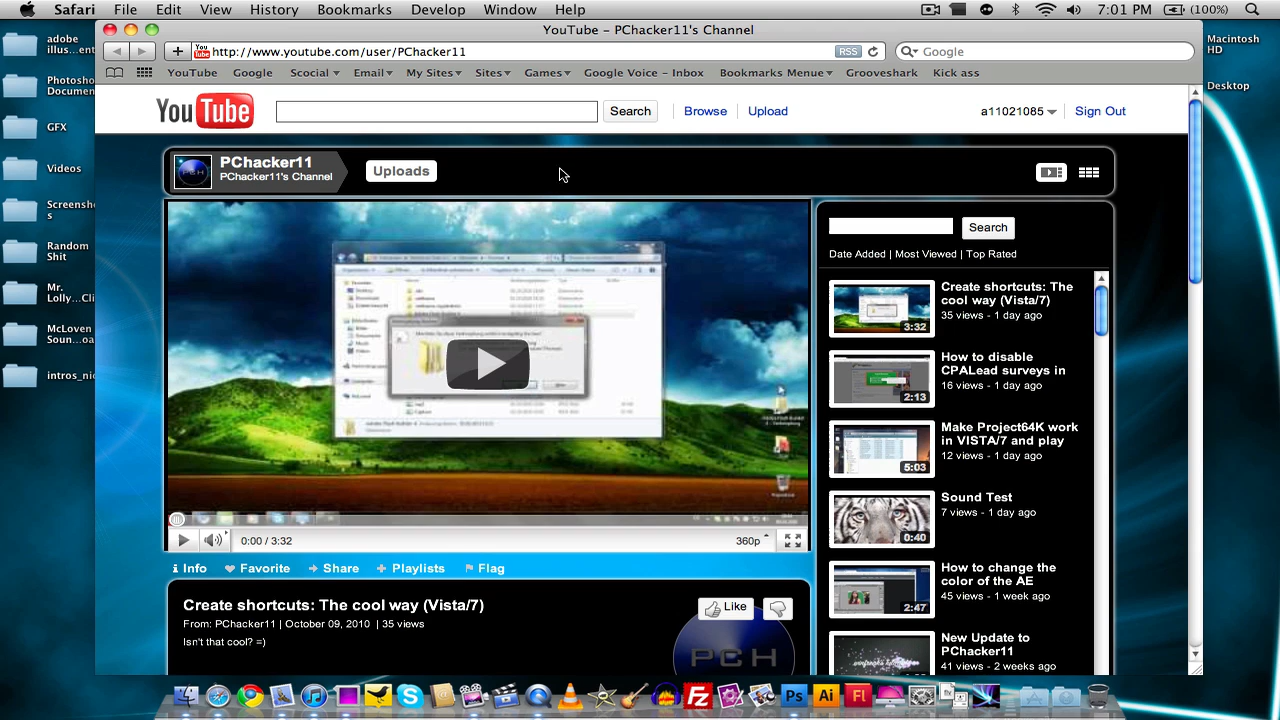 Safari File Edit View History Bookmarks Develop Window Help 7:01 PM (100%)
YouTube – PChacker11's Channel
http://www.youtube.com/user/PChacker11 RSS Google
YouTube Google Scocial Email My Sites Sites Games Google Voice - Inbox Bookmarks Menue Grooveshark Kick ass
adobe
illus...ent
Photosho
Documen
GFX
Videos
Screensh
s
Random
Shit
Mr.
Lolly...Cli
McLoven
Soun...oa
intros_nic
Macintosh
HD
Desktop
YouTube Search Browse Upload a11021085 Sign Out
PChacker11
PChacker11's Channel
Uploads
0:00 / 3:32 360p
Info Favorite Share Playlists Flag
Create shortcuts: The cool way (Vista/7)
From: PChacker11 | October 09, 2010 | 35 views
Isn't that cool? =)
Like
PCH
Search
Date Added | Most Viewed | Top Rated
Create shortcuts: The
cool way (Vista/7)
35 views - 1 day ago
3:32
How to disable
CPALead surveys in
16 views - 1 day ago
2:13
Make Project64K work
in VISTA/7 and play
12 views - 1 day ago
5:03
Sound Test
7 views - 1 day ago
0:40
How to change the
color of the AE
45 views - 1 week ago
2:47
New Update to
PChacker11
41 views - 2 weeks ago
Ps Ai Fl